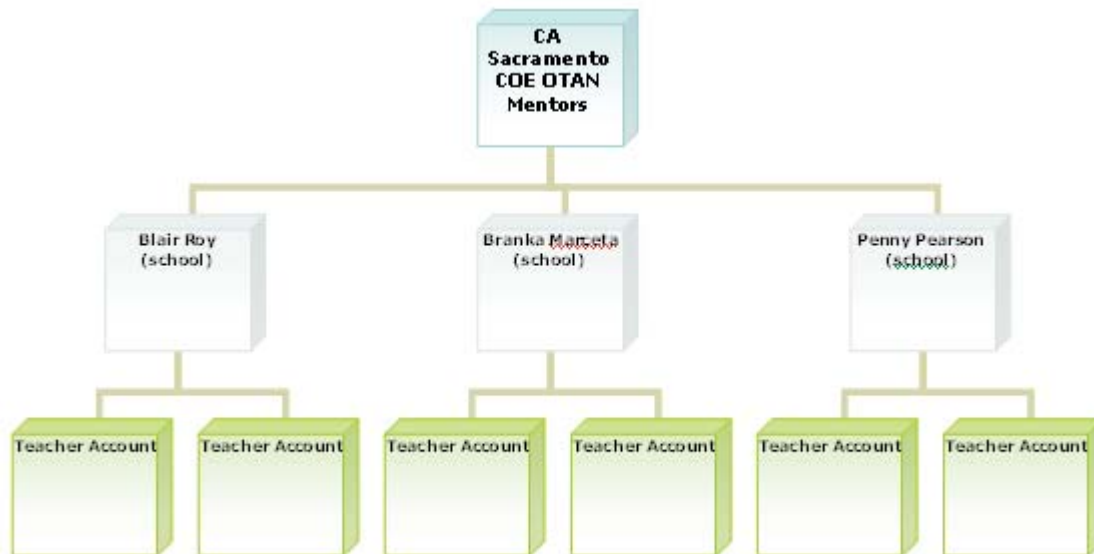 CA
Sacramento
COE OTAN
Mentors
Blair Roy
(school)
Branka Marceta
(school)
Penny Pearson
(school)
Teacher Account
Teacher Account
Teacher Account
Teacher Account
Teacher Account
Teacher Account